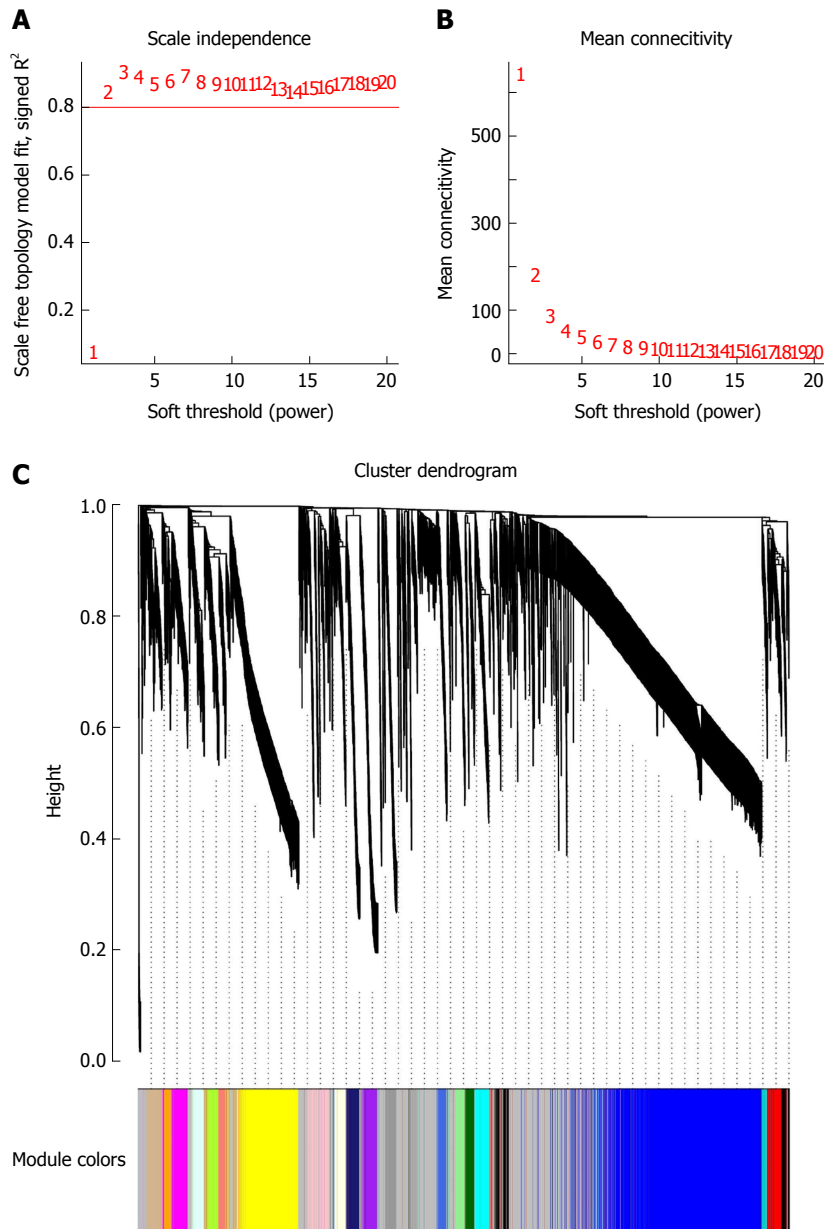 A
Scale independence
Scale free topology model fit, signed R²
0.8
0.6
0.4
0.2
1 2 3 4 5 6 7 8 9 10 11 12 13 14 15 16 17 18 19 20
5 10 15 20
Soft threshold (power)
B
Mean connecitivity
Mean connecitivity
500
300
100
0
1 2 3 4 5 6 7 8 9 10 11 12 13 14 15 16 17 18 19 20
5 10 15 20
Soft threshold (power)
C
Cluster dendrogram
Height
1.0
0.8
0.6
0.4
0.2
0.0
Module colors